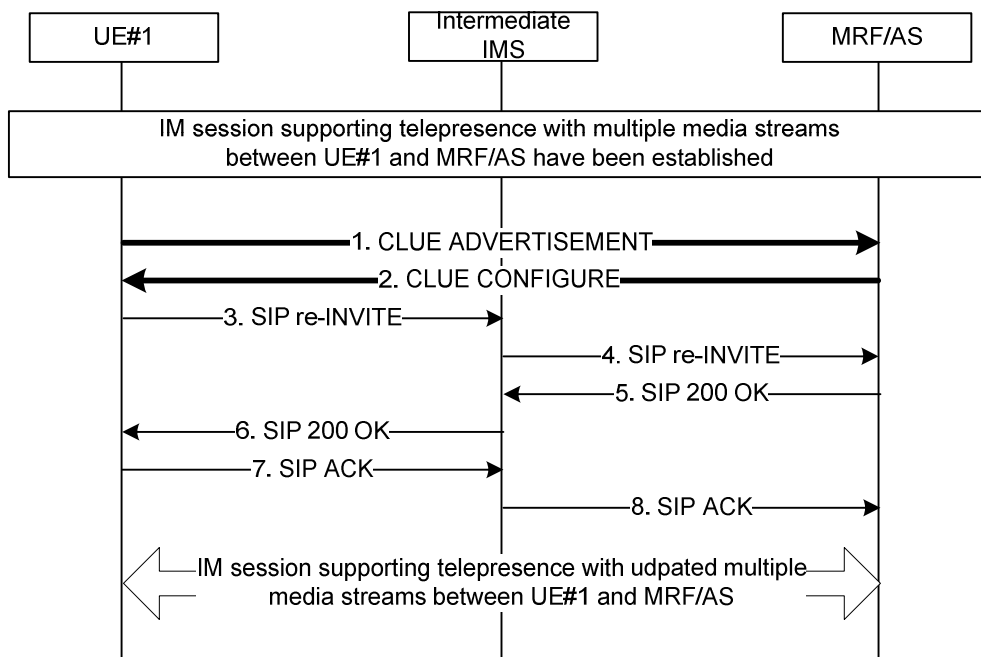 UE#1
Intermediate
IMS
MRF/AS
IM session supporting telepresence with multiple media streams
between UE#1 and MRF/AS have been established
1. CLUE ADVERTISEMENT
2. CLUE CONFIGURE
3. SIP re-INVITE
4. SIP re-INVITE
5. SIP 200 OK
6. SIP 200 OK
7. SIP ACK
8. SIP ACK
IM session supporting telepresence with udpated multiple
media streams between UE#1 and MRF/AS